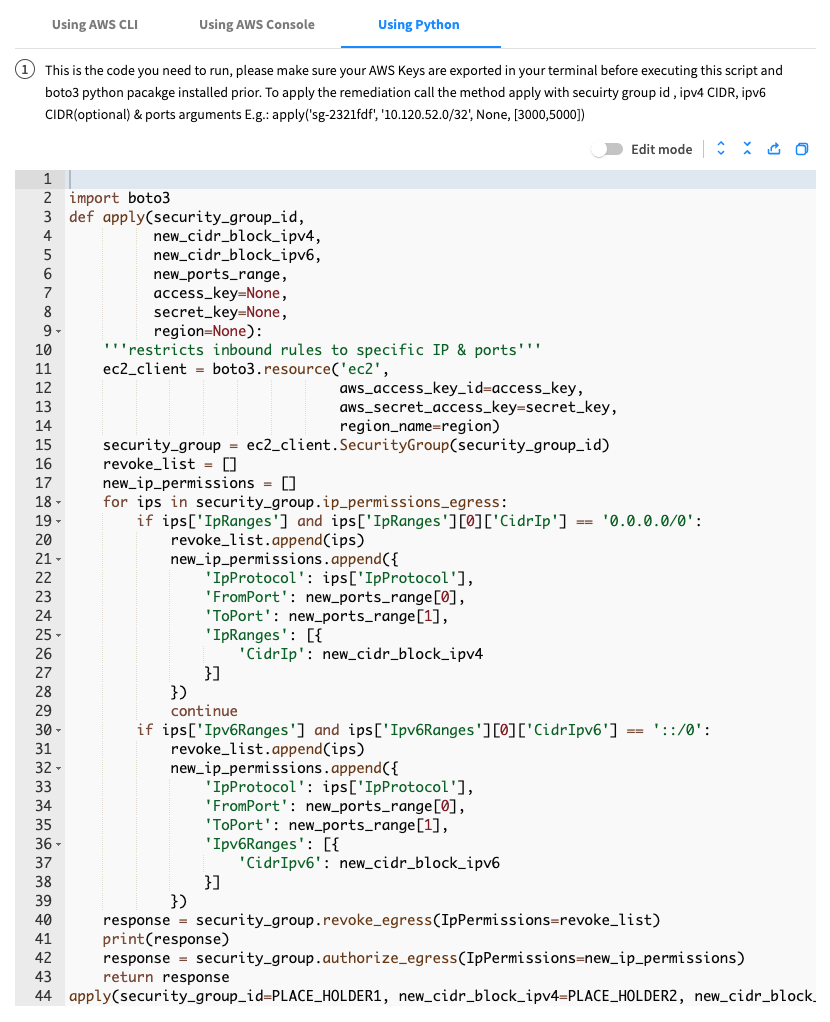 Using AWS CLI Using AWS Console Using Python
1 This is the code you need to run, please make sure your AWS Keys are exported in your terminal before executing this script and
boto3 python pacakge installed prior. To apply the remediation call the method apply with secuirty group id , ipv4 CIDR, ipv6
CIDR(optional) & ports arguments E.g.: apply('sg-2321fdf', '10.120.52.0/32', None, [3000,5000])
Edit mode
1
2 import boto3
3 def apply(security_group_id,
4 new_cidr_block_ipv4,
5 new_cidr_block_ipv6,
6 new_ports_range,
7 access_key=None,
8 secret_key=None,
9 region=None):
10 '''restricts inbound rules to specific IP & ports'''
11 ec2_client = boto3.resource('ec2',
12 aws_access_key_id=access_key,
13 aws_secret_access_key=secret_key,
14 region_name=region)
15 security_group = ec2_client.SecurityGroup(security_group_id)
16 revoke_list = []
17 new_ip_permissions = []
18 for ips in security_group.ip_permissions_egress:
19 if ips['IpRanges'] and ips['IpRanges'][0]['CidrIp'] == '0.0.0.0/0':
20 revoke_list.append(ips)
21 new_ip_permissions.append({
22 'IpProtocol': ips['IpProtocol'],
23 'FromPort': new_ports_range[0],
24 'ToPort': new_ports_range[1],
25 'IpRanges': [{
26 'CidrIp': new_cidr_block_ipv4
27 }]
28 })
29 continue
30 if ips['Ipv6Ranges'] and ips['Ipv6Ranges'][0]['CidrIpv6'] == '::/0':
31 revoke_list.append(ips)
32 new_ip_permissions.append({
33 'IpProtocol': ips['IpProtocol'],
34 'FromPort': new_ports_range[0],
35 'ToPort': new_ports_range[1],
36 'Ipv6Ranges': [{
37 'CidrIpv6': new_cidr_block_ipv6
38 }]
39 })
40 response = security_group.revoke_egress(IpPermissions=revoke_list)
41 print(response)
42 response = security_group.authorize_egress(IpPermissions=new_ip_permissions)
43 return response
44 apply(security_group_id=PLACE_HOLDER1, new_cidr_block_ipv4=PLACE_HOLDER2, new_cidr_block_